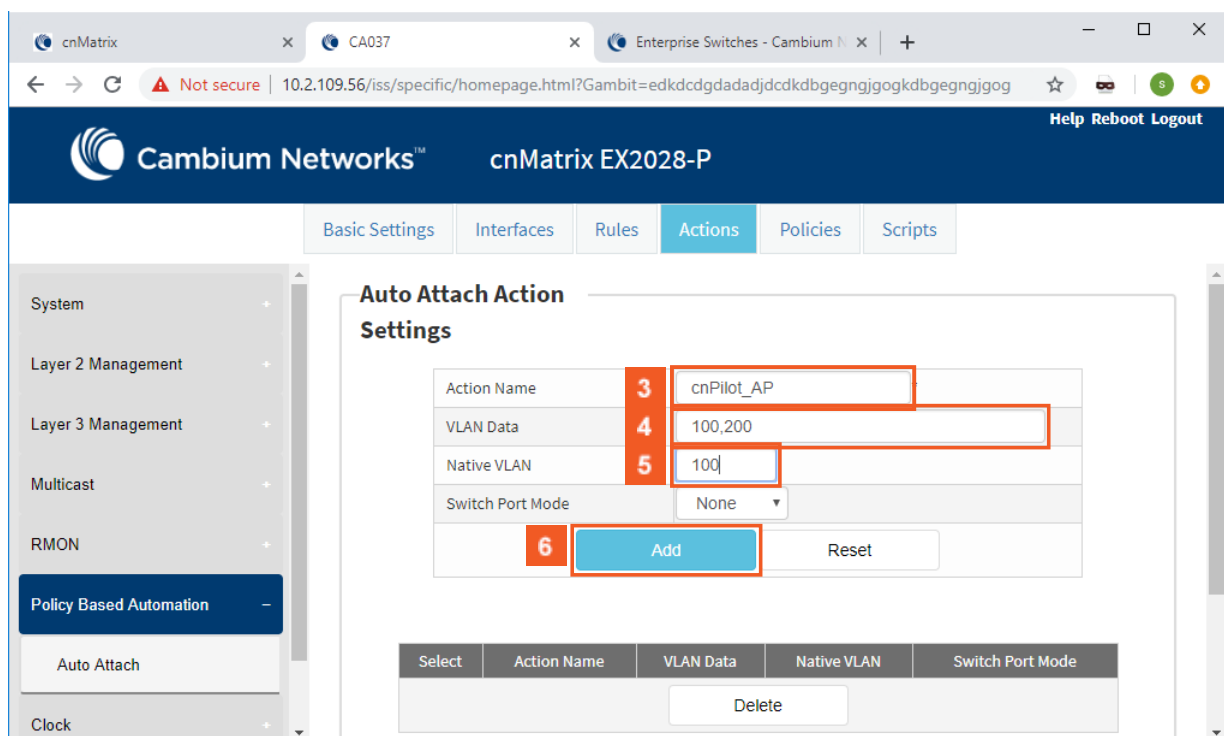 cnMatrix
CA037
Enterprise Switches - Cambium N
Not secure | 10.2.109.56/iss/specific/homepage.html?Gambit=edkdcdgdadadjdcdkdbgegngjgogkdbgegngjgog
S
Help Reboot Logout
Cambium Networks™
cnMatrix EX2028-P
Basic Settings
Interfaces
Rules
Actions
Policies
Scripts
System
Layer 2 Management
Layer 3 Management
Multicast
RMON
Policy Based Automation
Auto Attach
Clock
Auto Attach Action
Settings
Action Name 3 cnPilot_AP
VLAN Data 4 100,200
Native VLAN 5 100
Switch Port Mode None
6 Add Reset
Select Action Name VLAN Data Native VLAN Switch Port Mode
Delete